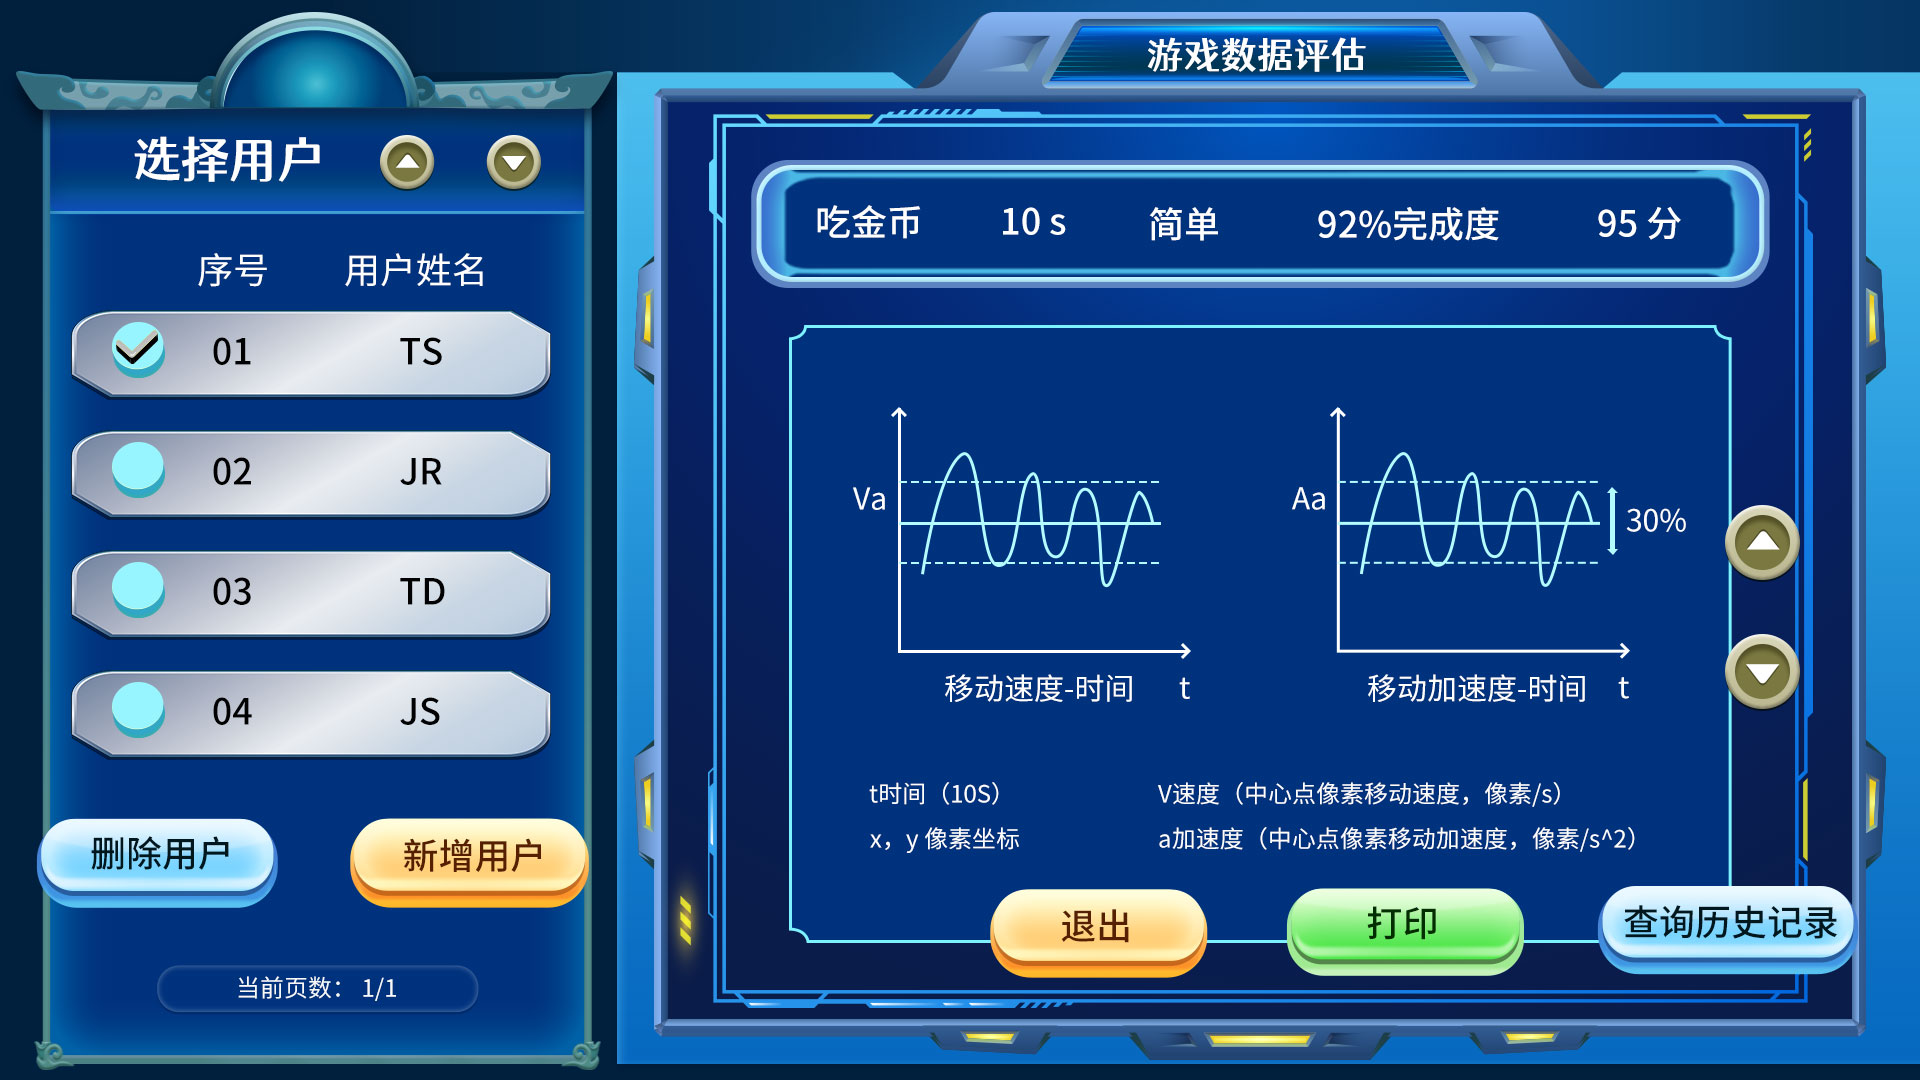 游戏数据评估
选择用户
序号 用户姓名
01 TS
02 JR
03 TD
04 JS
删除用户 新增用户
当前页数： 1/1
吃金币 10 s 简单 92%完成度 95 分
Va
移动速度-时间 t
Aa
30%
移动加速度-时间 t
t时间（10S）
V速度（中心点像素移动速度，像素/s）
x，y 像素坐标
a加速度（中心点像素移动加速度，像素/s^2）
退出 打印 查询历史记录